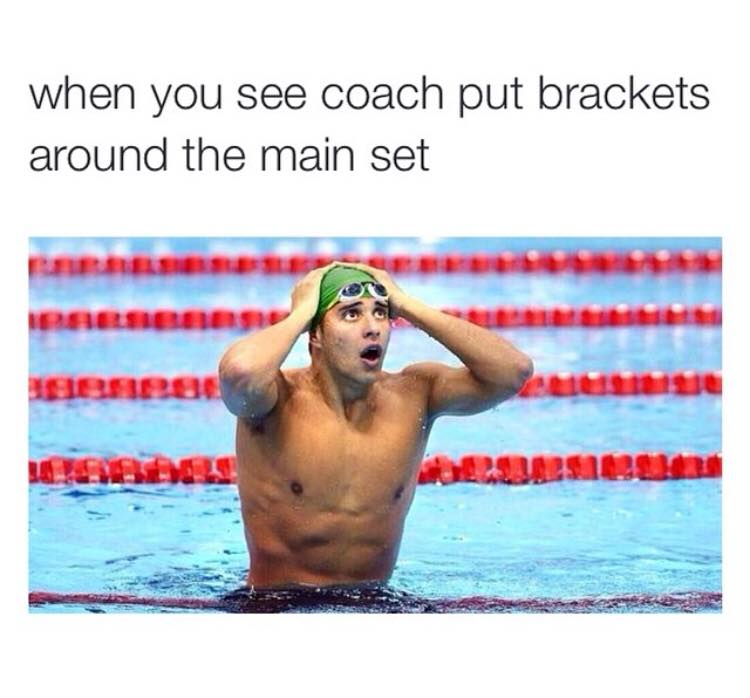 when you see coach put brackets
around the main set